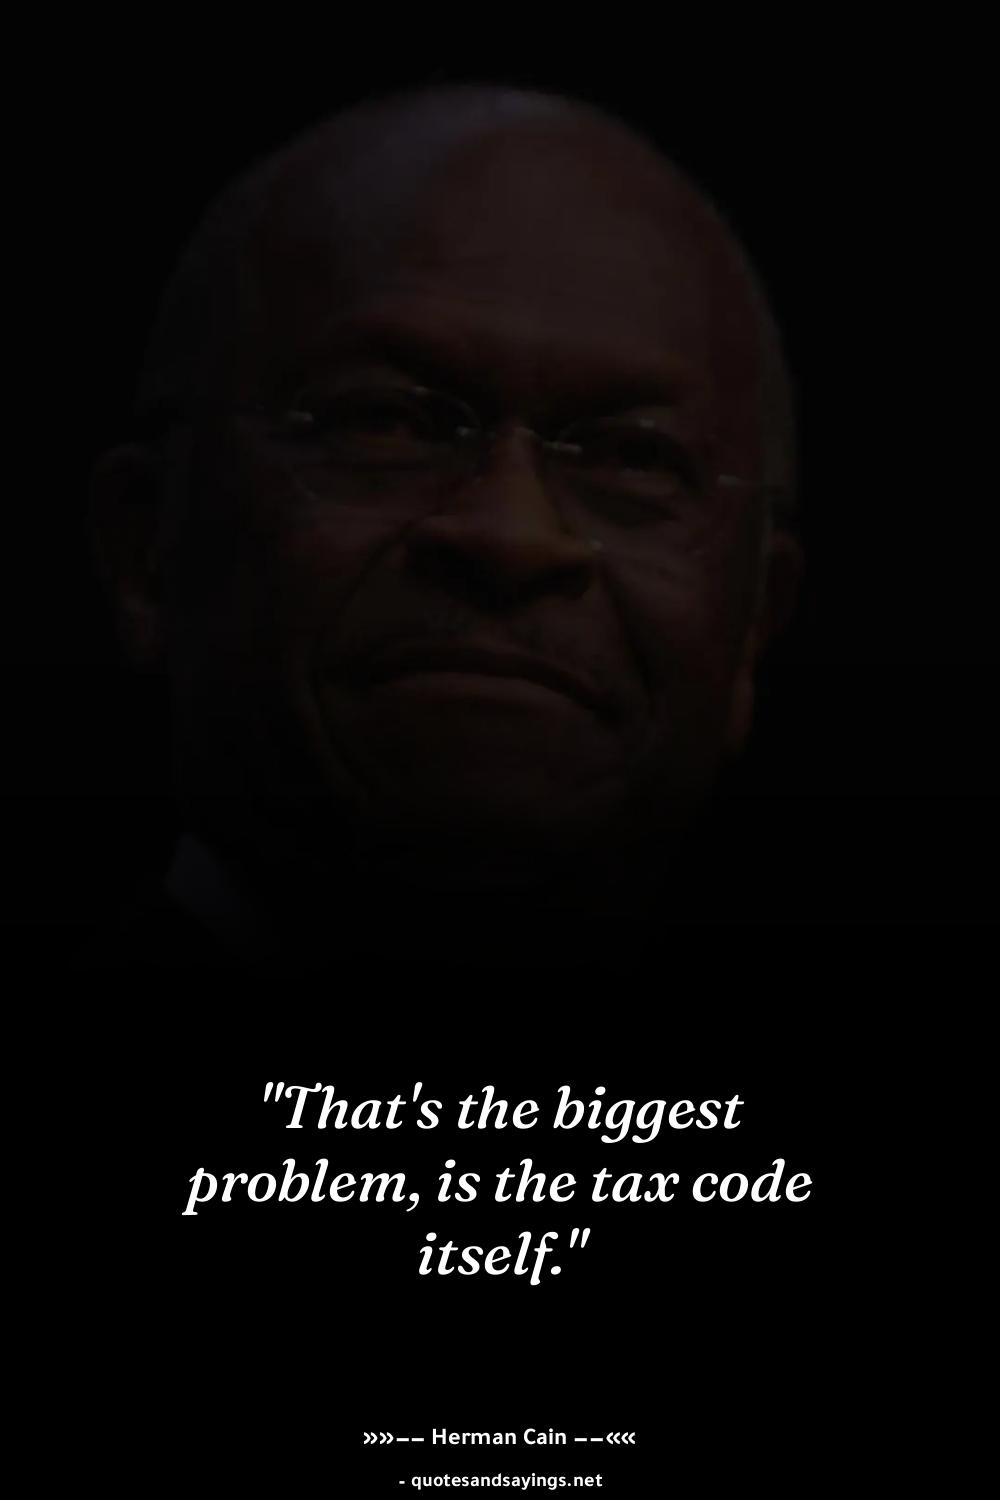 "That's the biggest
problem, is the tax code
itself."
»»−− Herman Cain −−««
- quotesandsayings.net